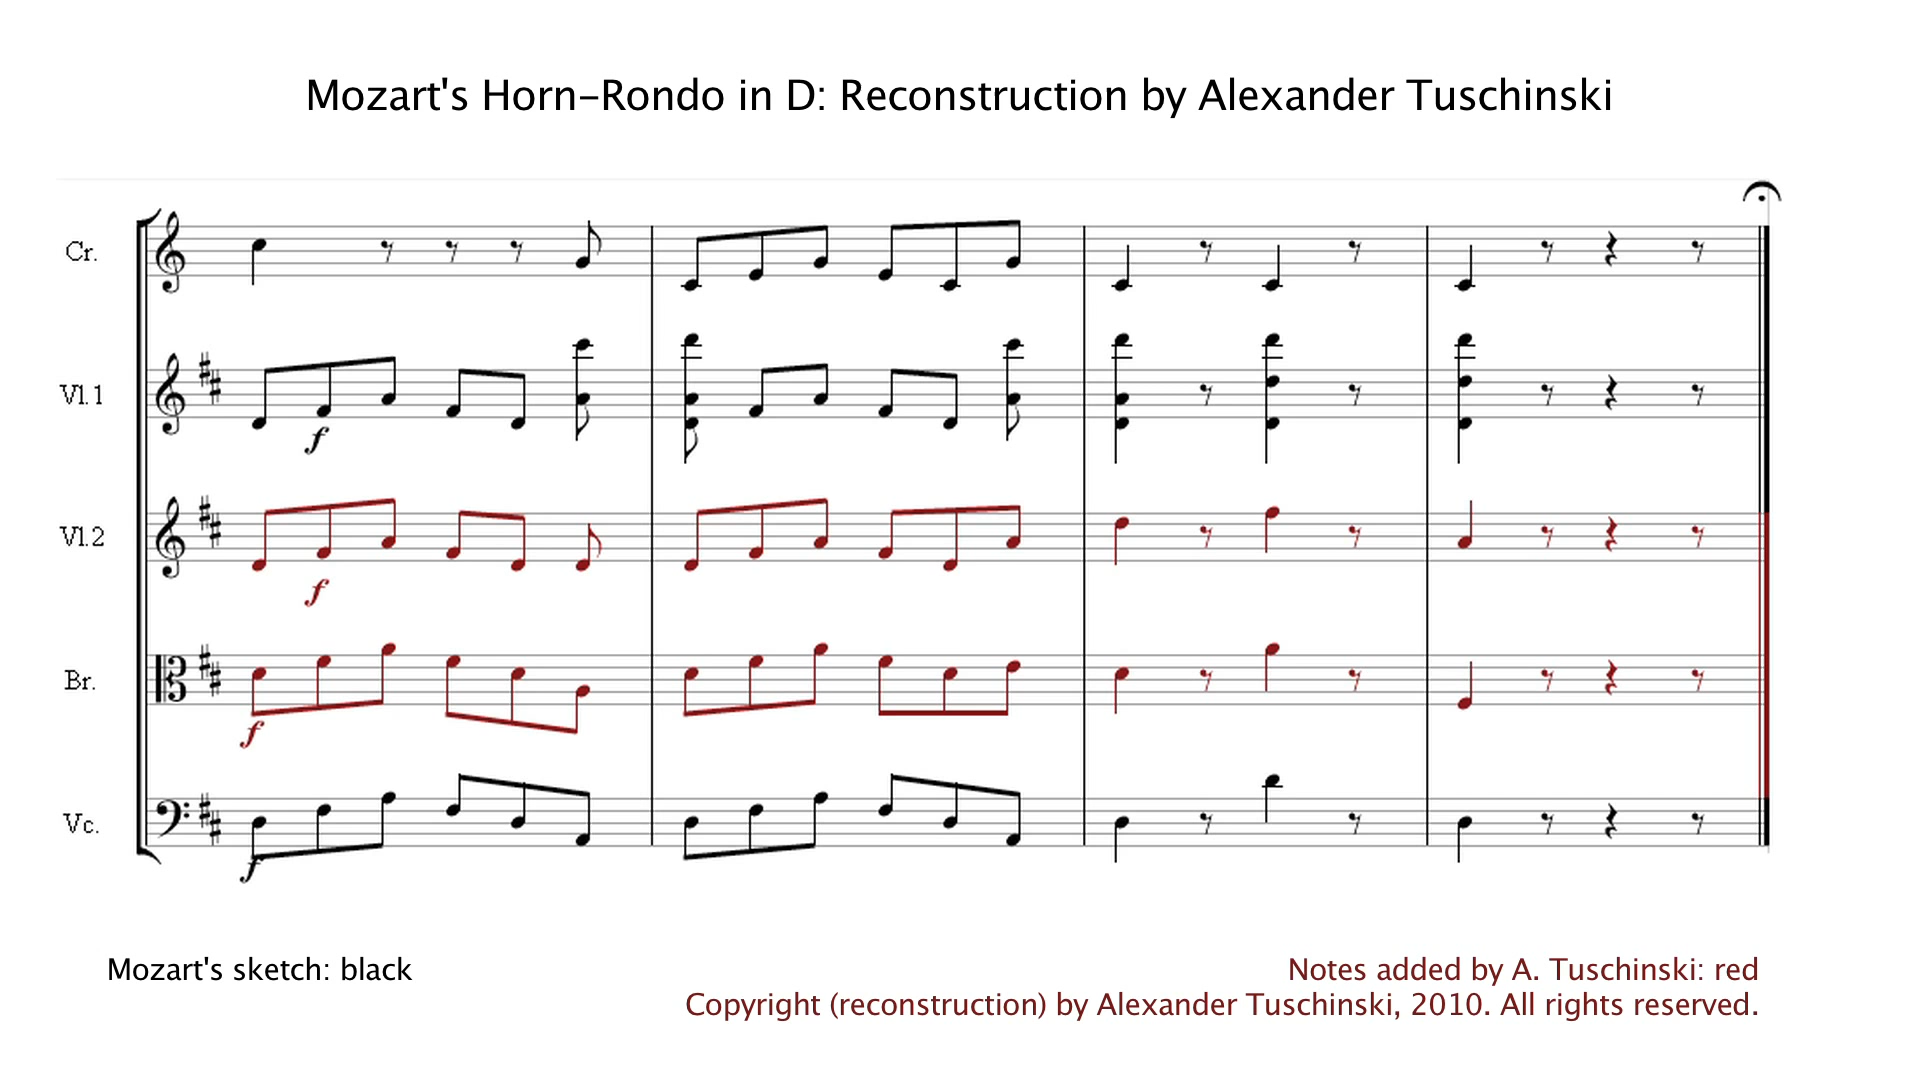 Mozart's Horn-Rondo in D: Reconstruction by Alexander Tuschinski
Cr.
Vl.1
f
Vl.2
f
Br.
f
Vc.
f
Mozart's sketch: black
Notes added by A. Tuschinski: red
Copyright (reconstruction) by Alexander Tuschinski, 2010. All rights reserved.